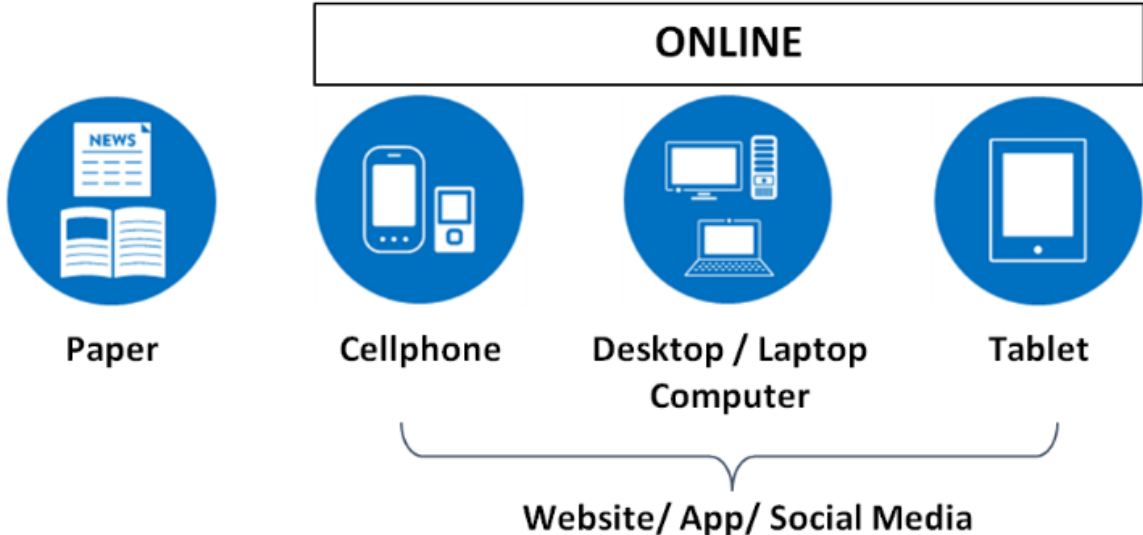 ONLINE
NEWS
Paper
Cellphone
Desktop / Laptop
Computer
Tablet
Website/ App/ Social Media